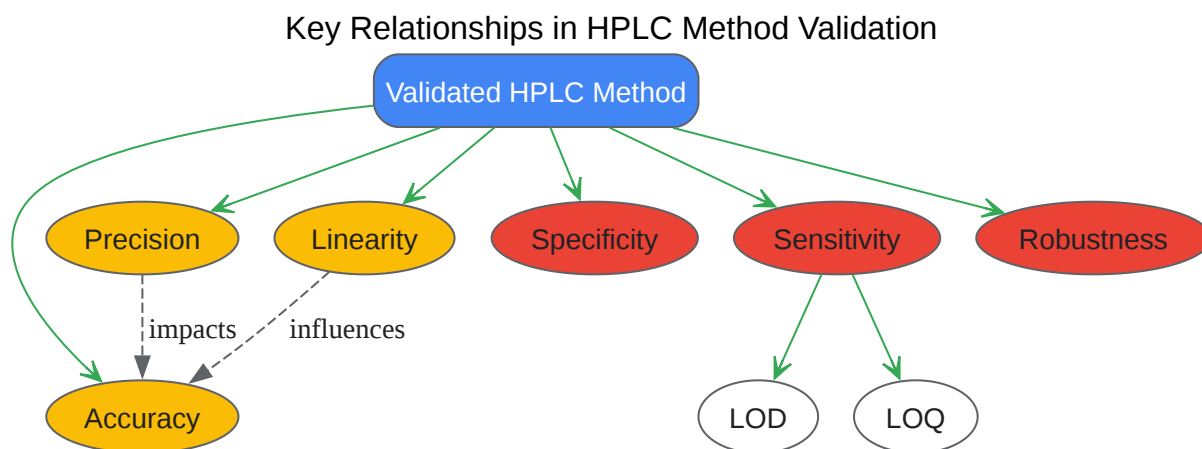 Key Relationships in HPLC Method Validation
Validated HPLC Method
Precision
Linearity
Specificity
Sensitivity
Robustness
impacts
influences
Accuracy
LOD
LOQ